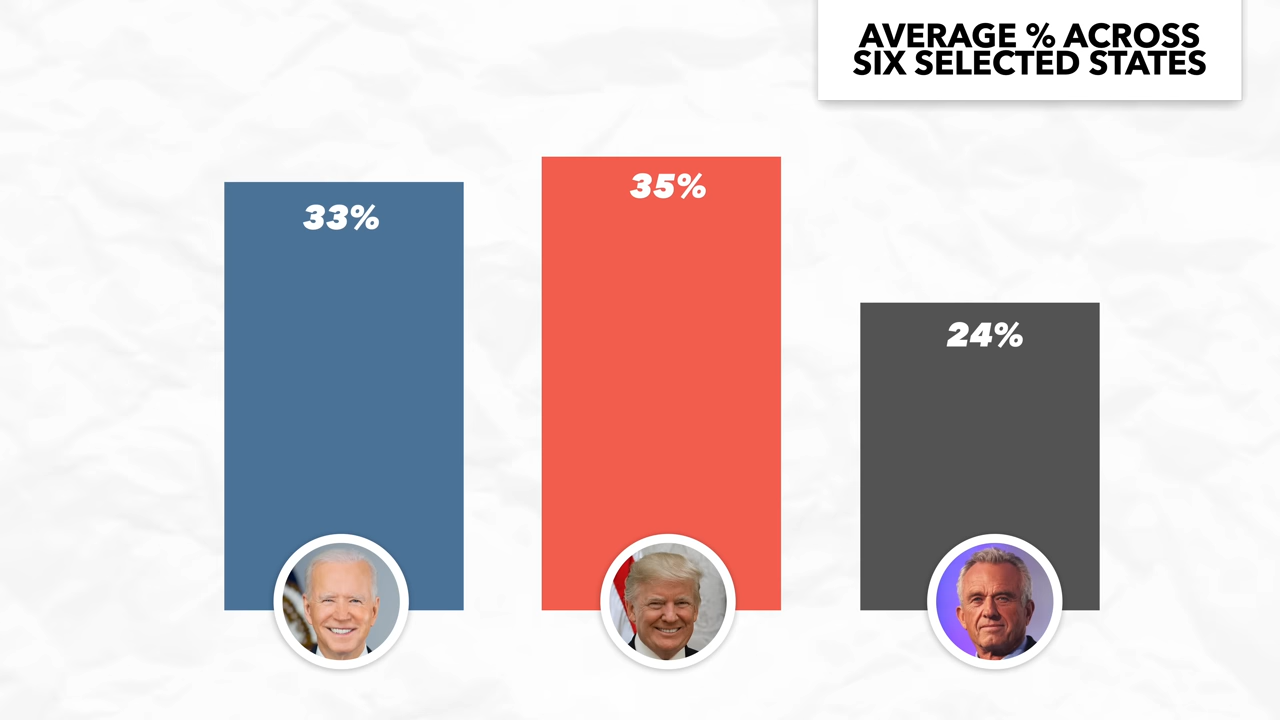 AVERAGE % ACROSS
SIX SELECTED STATES
33%
35%
24%